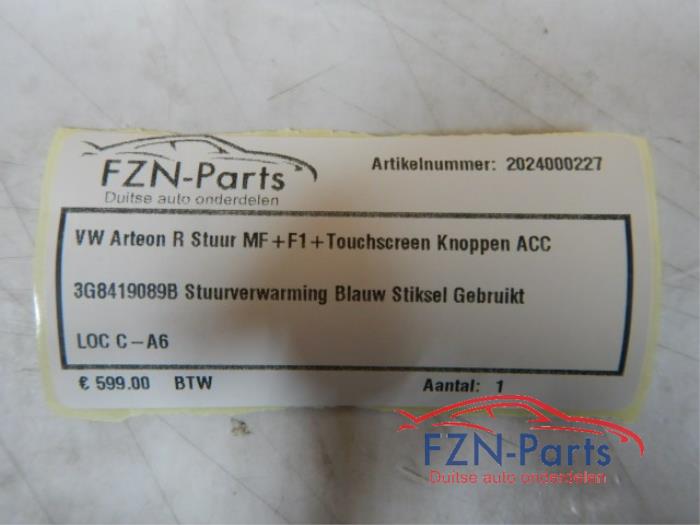 FZN-Parts
Duitse auto onderdelen
Artikelnummer: 2024000227
VW Arteon R Stuur MF+F1+Touchscreen Knoppen ACC
3G8419089B Stuurverwarming Blauw Stiksel Gebruikt
LOC C-A6
€ 599.00 BTW
Aantal: 1
FZN-Parts
Duitse auto onderdelen